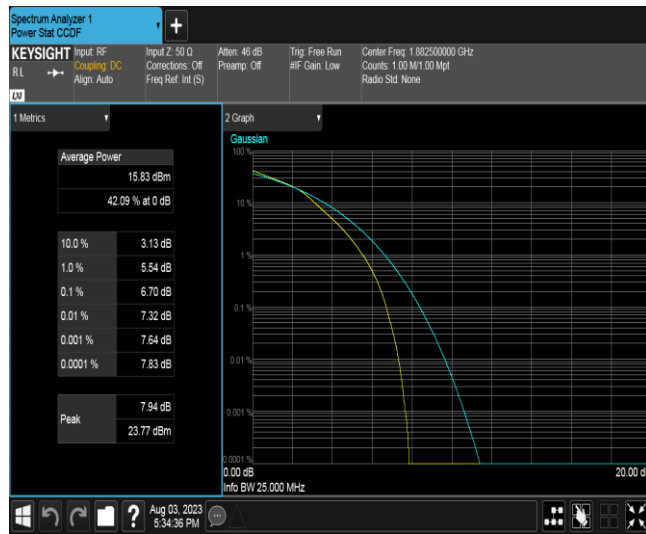 Spectrum Analyzer 1
Power Stat CCDF
KEYSIGHT
RL
LXI
Input: RF
Coupling: DC
Align: Auto
Input Z: 50 Ω
Corrections: Off
Freq Ref: Int (S)
Atten: 46 dB
Preamp: Off
Trig: Free Run
#IF Gain: Low
Center Freq: 1.882500000 GHz
Counts: 1.00 M/1.00 Mpt
Radio Std: None
1 Metrics
Average Power
15.83 dBm
42.09 % at 0 dB
10.0 % 3.13 dB
1.0 % 5.54 dB
0.1 % 6.70 dB
0.01 % 7.32 dB
0.001 % 7.64 dB
0.0001 % 7.83 dB
Peak
7.94 dB
23.77 dBm
2 Graph
Gaussian
100 %
10 %
1 %
0.1 %
0.01 %
0.001 %
0.0001 %
0.00 dB
20.00 d
Info BW 25.000 MHz
?
Aug 03, 2023
5:34:36 PM